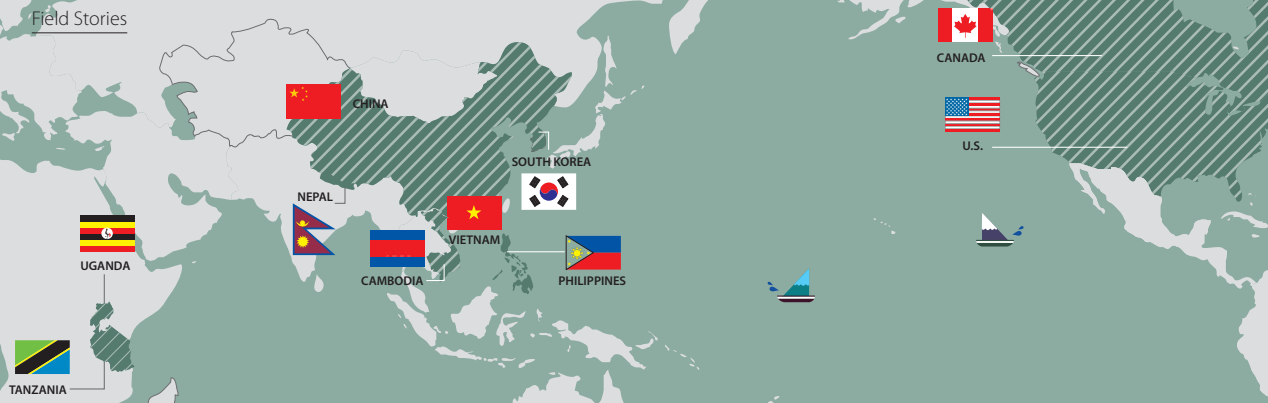 Field Stories
CANADA
CHINA
U.S.
SOUTH KOREA
NEPAL
VIETNAM
UGANDA
CAMBODIA
PHILIPPINES
TANZANIA